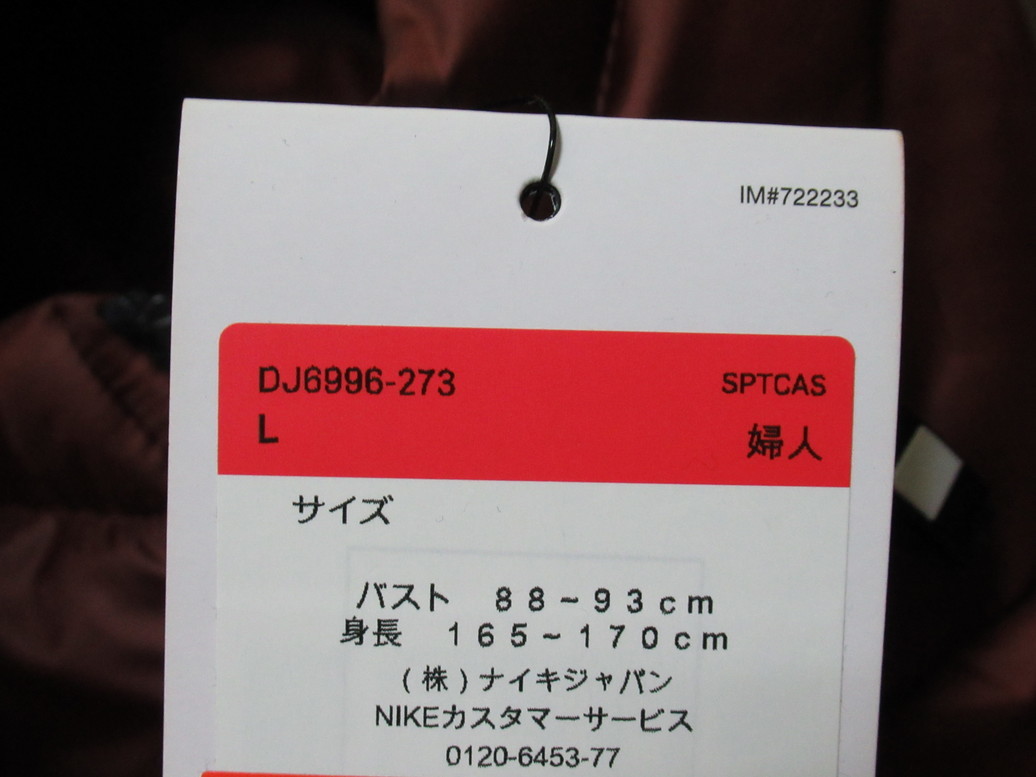 IM#722233
DJ6996-273 SPTCAS
L 婦人
サイズ
バスト 88~93cm
身長 165~170cm
(株)ナイキジャパン
NIKEカスタマーサービス
0120-6453-77